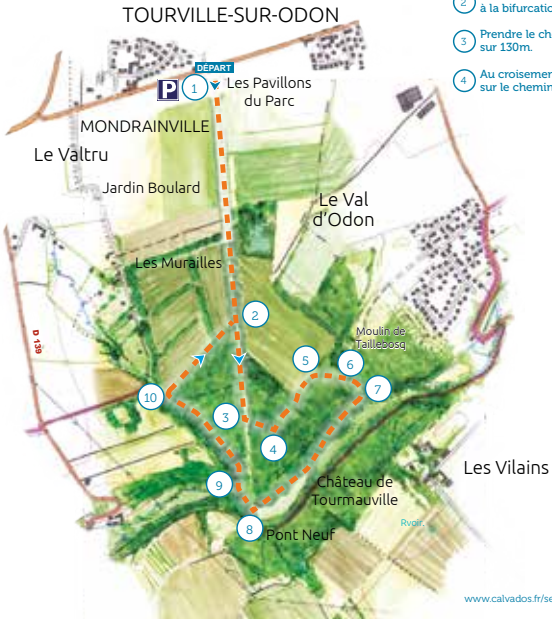 TOURVILLE-SUR-ODON
2
à la bifurcatio
3 Prendre le ch
sur 130m.
4 Au croisemen
sur le chemin
DÉPART
P
1
Les Pavillons
du Parc
MONDRAINVILLE
Le Valtru
Jardin Boulard
Le Val
d'Odon
Les Murailles
2
Moulin de
Taillebosq
5
6
7
D 139
10
3
4
Les Vilains
9
Château de
Tourmauville
Rvoir.
8
Pont Neuf
www.calvados.fr/se